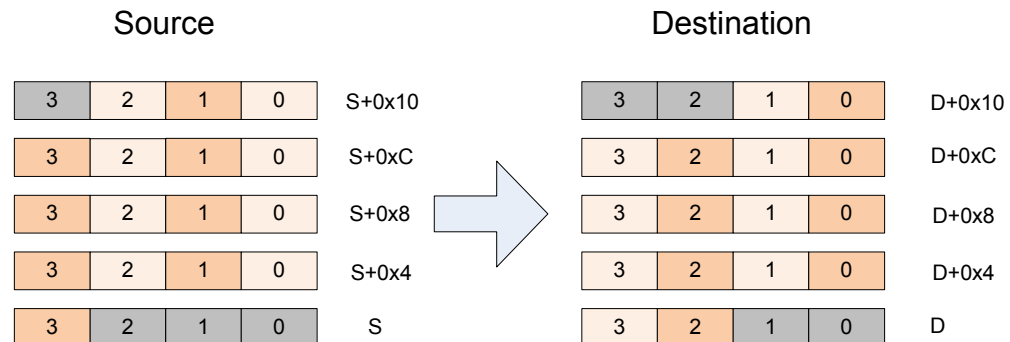 Source Destination
3 2 1 0 S+0x10 3 2 1 0 D+0x10
3 2 1 0 S+0xC 3 2 1 0 D+0xC
3 2 1 0 S+0x8 3 2 1 0 D+0x8
3 2 1 0 S+0x4 3 2 1 0 D+0x4
3 2 1 0 S 3 2 1 0 D